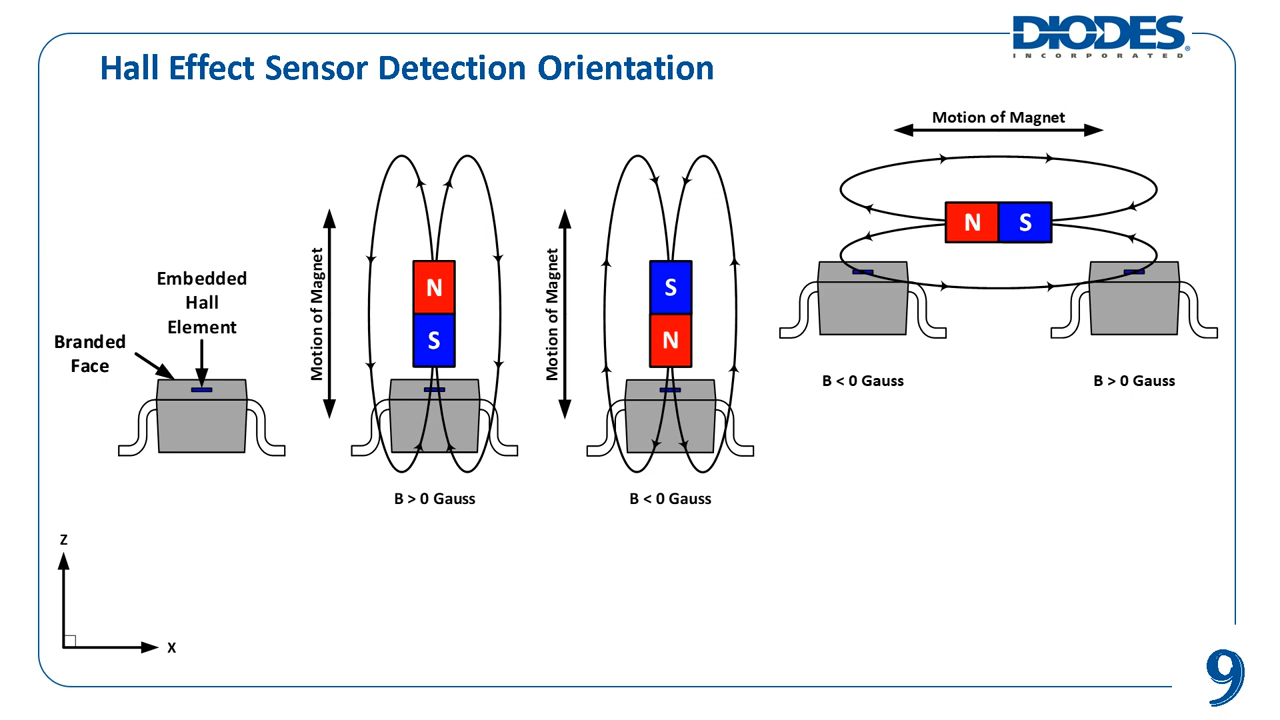 Hall Effect Sensor Detection Orientation
DIODES
INCORPORATED
Motion of Magnet
N S
B < 0 Gauss
B > 0 Gauss
Embedded
Hall
Element
Branded
Face
Motion of Magnet
N
S
B > 0 Gauss
Motion of Magnet
S
N
B < 0 Gauss
Z
X
9